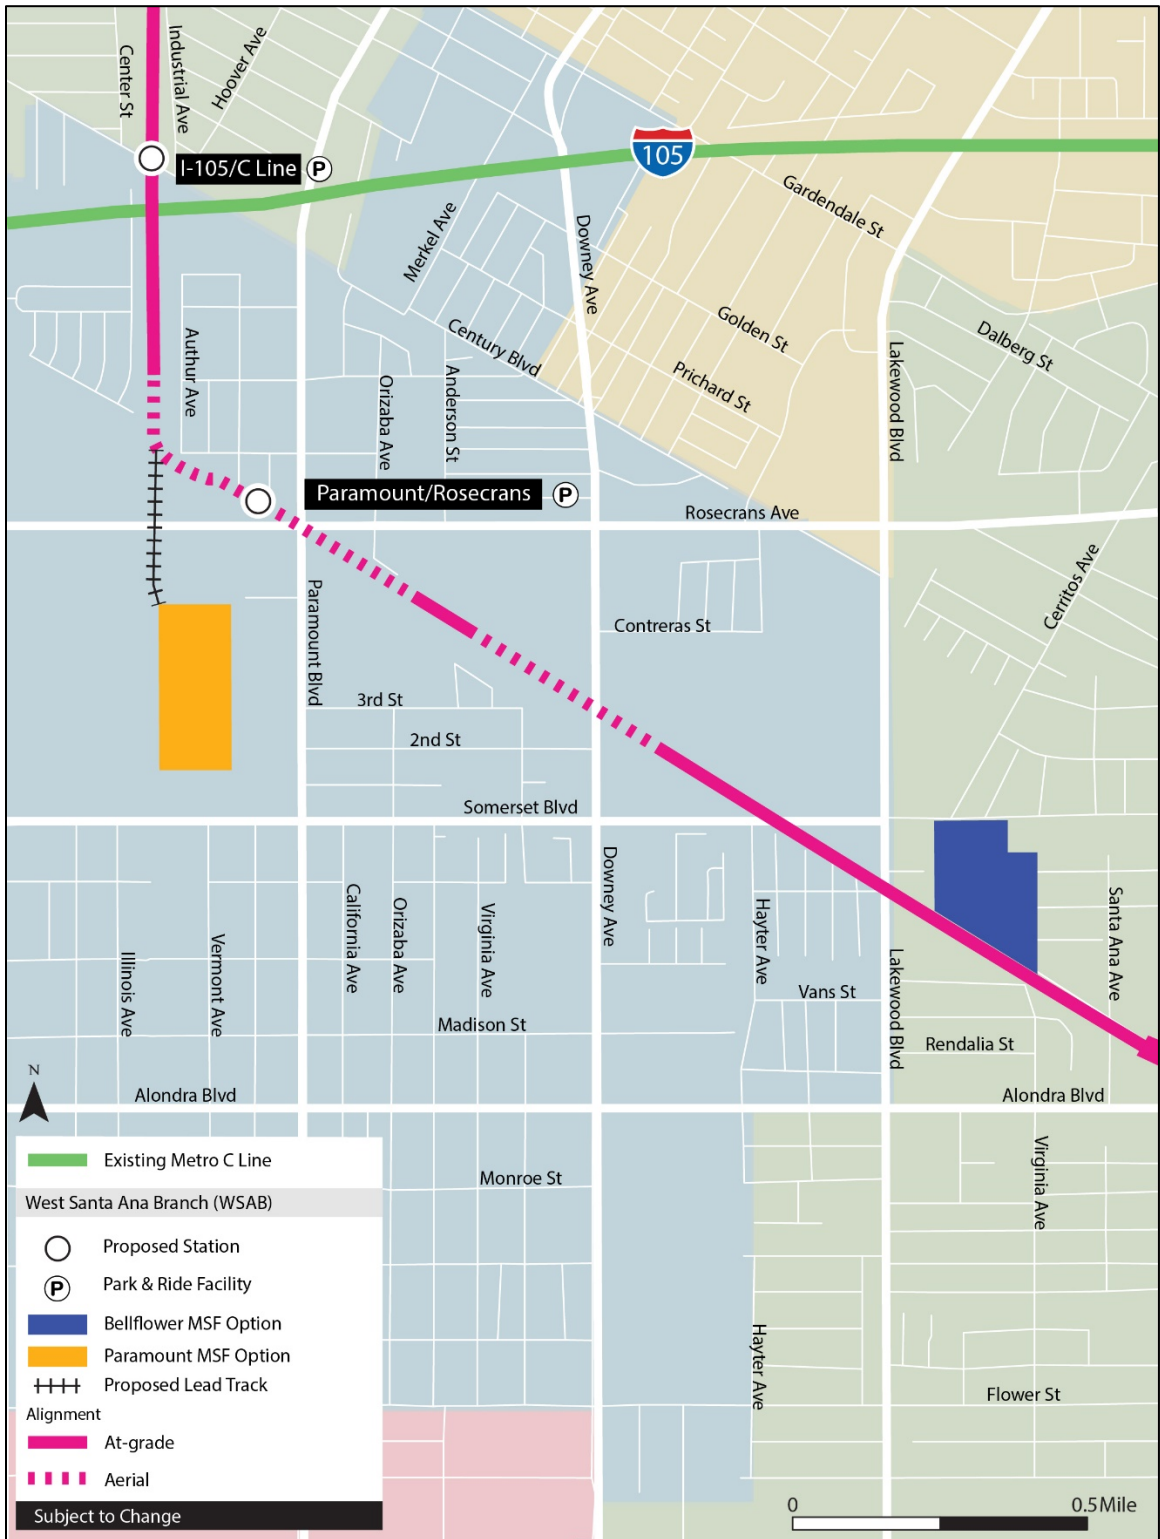 Center St
Industrial Ave
Hoover Ave
I-105/C Line
P
105
Gardendale St
Merkel Ave
Downey Ave
Golden St
Dalberg St
Century Blvd
Prichard St
Authur Ave
Orizaba Ave
Anderson St
Lakewood Blvd
Paramount/Rosecrans
P
Rosecrans Ave
Cerritos Ave
Paramount Blvd
Contreras St
3rd St
2nd St
Somerset Blvd
Illinois Ave
Vermont Ave
California Ave
Orizaba Ave
Virginia Ave
Downey Ave
Hayter Ave
Lakewood Blvd
Santa Ana Ave
Vans St
Madison St
Rendalia St
N
Alondra Blvd
Alondra Blvd
Monroe St
Virginia Ave
Hayter Ave
Flower St
Existing Metro C Line
West Santa Ana Branch (WSAB)
Proposed Station
P
Park & Ride Facility
Bellflower MSF Option
Paramount MSF Option
Proposed Lead Track
Alignment
At-grade
Aerial
Subject to Change
0
0.5Mile